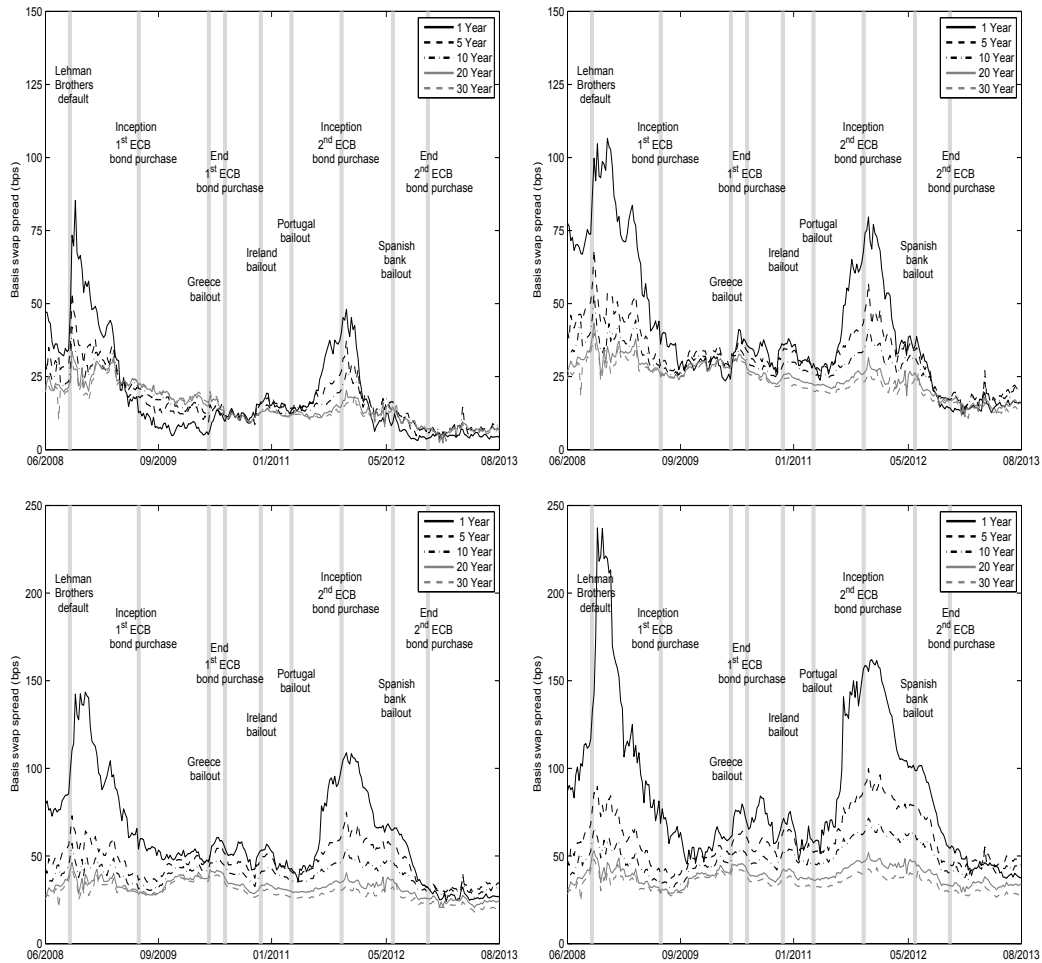 150
125
100
75
50
25
0
Basis swap spread (bps)
06/2008
09/2009
01/2011
05/2012
08/2013
1 Year
5 Year
10 Year
20 Year
30 Year
Lehman
Brothers
default
Inception
1st ECB
bond purchase
End
1st ECB
bond purchase
Greece
bailout
Ireland
bailout
Portugal
bailout
Inception
2nd ECB
bond purchase
Spanish
bank
bailout
End
2nd ECB
bond purchase
150
125
100
75
50
25
0
Basis swap spread (bps)
06/2008
09/2009
01/2011
05/2012
08/2013
1 Year
5 Year
10 Year
20 Year
30 Year
Lehman
Brothers
default
Inception
1st ECB
bond purchase
End
1st ECB
bond purchase
Greece
bailout
Ireland
bailout
Portugal
bailout
Inception
2nd ECB
bond purchase
Spanish
bank
bailout
End
2nd ECB
bond purchase
250
200
150
100
50
0
Basis swap spread (bps)
06/2008
09/2009
01/2011
05/2012
08/2013
1 Year
5 Year
10 Year
20 Year
30 Year
Lehman
Brothers
default
Inception
1st ECB
bond purchase
End
1st ECB
bond purchase
Greece
bailout
Ireland
bailout
Portugal
bailout
Inception
2nd ECB
bond purchase
Spanish
bank
bailout
End
2nd ECB
bond purchase
250
200
150
100
50
0
Basis swap spread (bps)
06/2008
09/2009
01/2011
05/2012
08/2013
1 Year
5 Year
10 Year
20 Year
30 Year
Lehman
Brothers
default
Inception
1st ECB
bond purchase
End
1st ECB
bond purchase
Greece
bailout
Ireland
bailout
Portugal
bailout
Inception
2nd ECB
bond purchase
Spanish
bank
bailout
End
2nd ECB
bond purchase